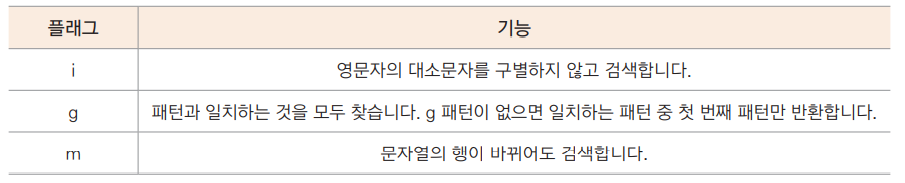 플래그 기능
i 영문자의 대소문자를 구별하지 않고 검색합니다.
g 패턴과 일치하는 것을 모두 찾습니다. g 패턴이 없으면 일치하는 패턴 중 첫 번째 패턴만 반환합니다.
m 문자열의 행이 바뀌어도 검색합니다.